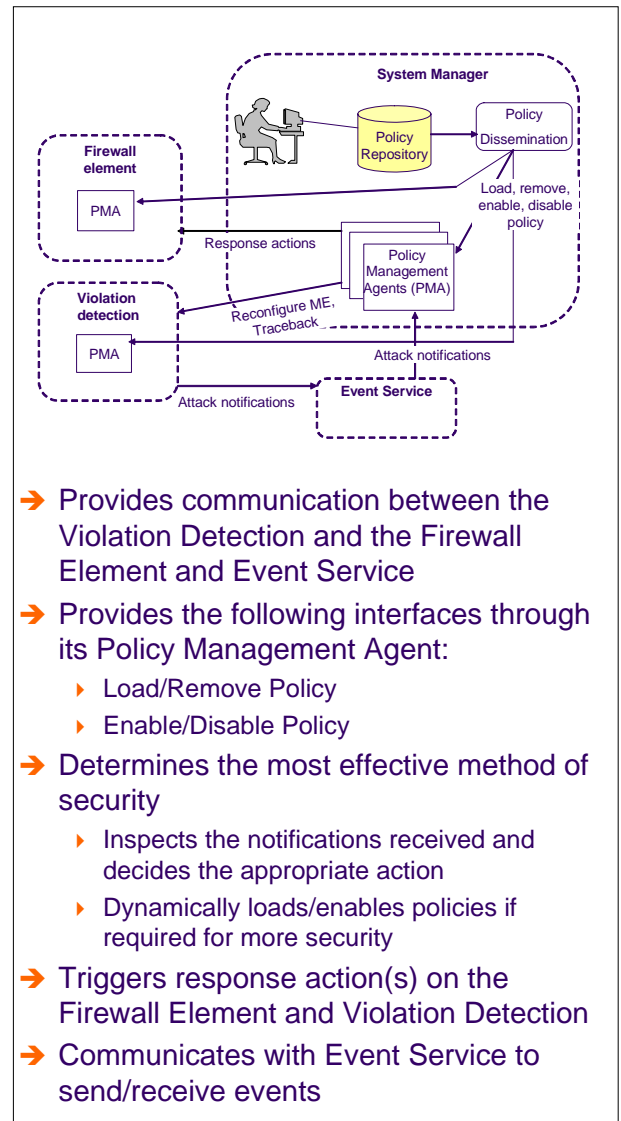 System Manager
Policy
Dissemination
Policy
Repository
Firewall
element
PMA
Load, remove,
enable, disable
policy
Response actions
Policy
Management
Agents (PMA)
Violation
detection
Reconfigure ME,
Traceback
PMA
Attack notifications
Attack notifications
Event Service
➔ Provides communication between the
Violation Detection and the Firewall
Element and Event Service
➔ Provides the following interfaces through
its Policy Management Agent:
Load/Remove Policy
Enable/Disable Policy
➔ Determines the most effective method of
security
Inspects the notifications received and
decides the appropriate action
Dynamically loads/enables policies if
required for more security
➔ Triggers response action(s) on the
Firewall Element and Violation Detection
➔ Communicates with Event Service to
send/receive events